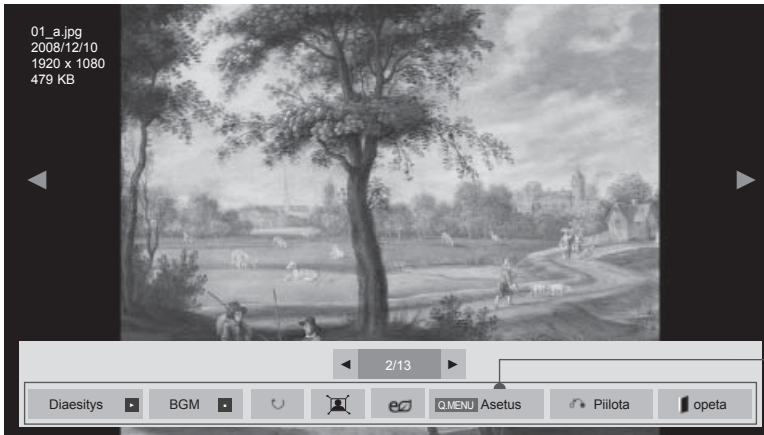 01_a.jpg
2008/12/10
1920 x 1080
479 KB
2/13
Diaesitys BGM Q.MENU Asetus Piilota opeta